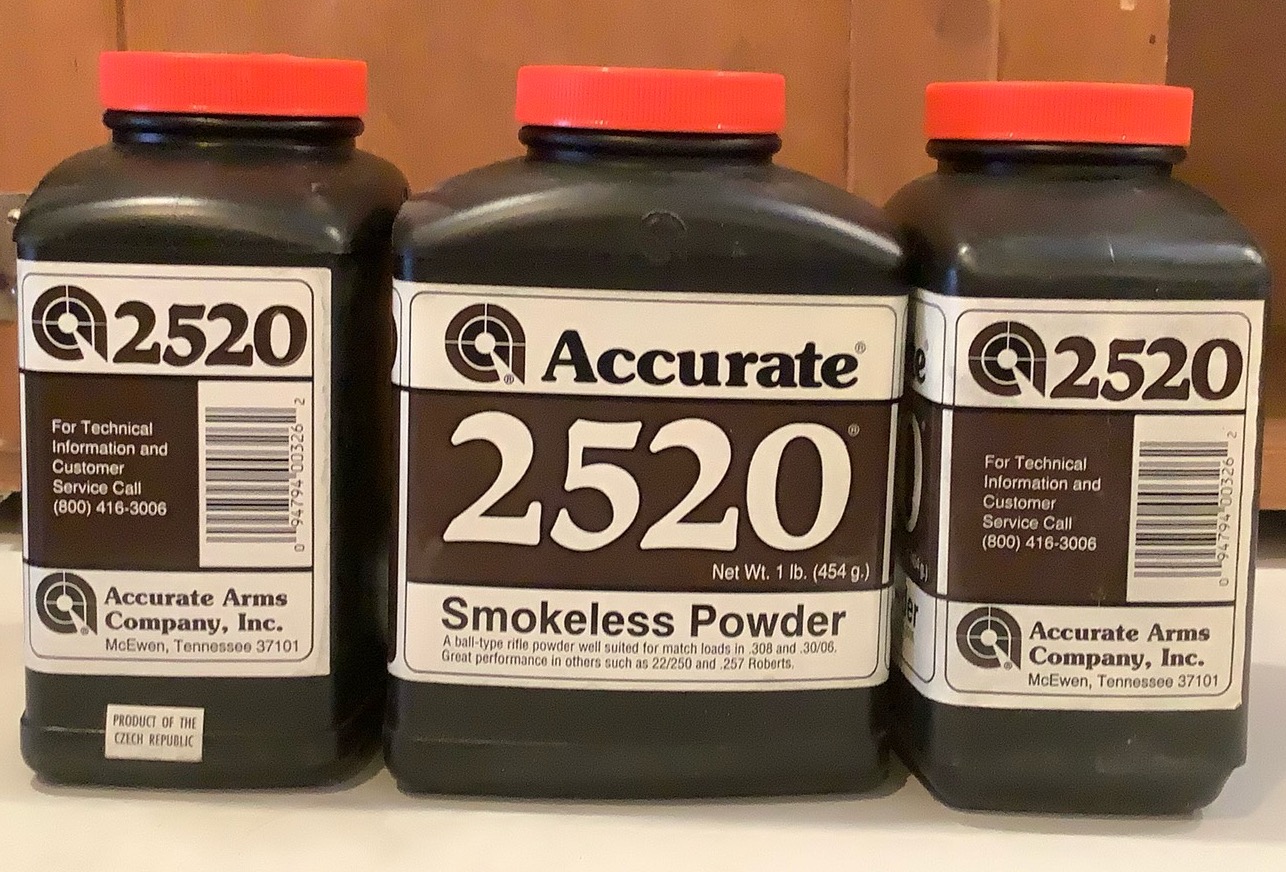 2520
For Technical
Information and
Customer
Service Call
(800) 416-3006
0 94794 00326 2
Accurate Arms
Company, Inc.
McEwen, Tennessee 37101
PRODUCT OF THE
CZECH REPUBLIC
Accurate®
2520®
Net Wt. 1 lb. (454 g.)
Smokeless Powder
A ball-type rifle powder well suited for match loads in .308 and .30/06.
Great performance in others such as 22/250 and .257 Roberts.
2520
For Technical
Information and
Customer
Service Call
(800) 416-3006
0 94794 00326 2
Accurate Arms
Company, Inc.
McEwen, Tennessee 37101